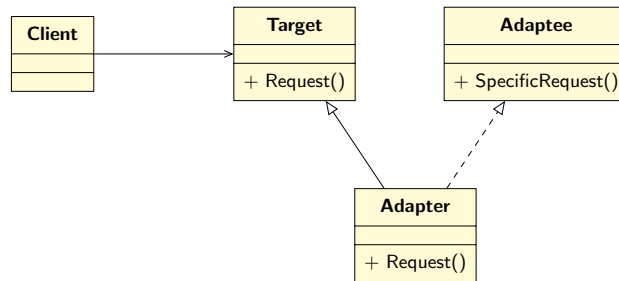 Client
Target
+ Request()
Adaptee
+ SpecificRequest()
Adapter
+ Request()